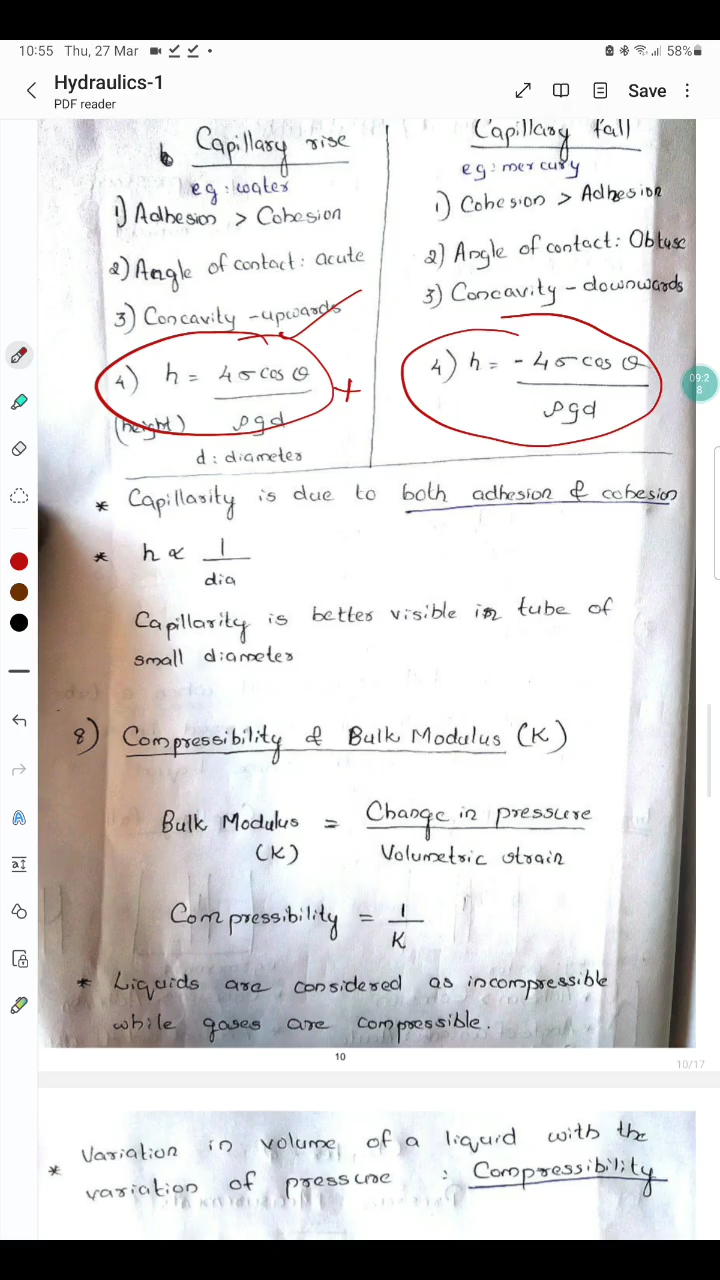 10:55 Thu, 27 Mar
58%
Hydraulics-1
PDF reader
Save
Capillary rise
eg: water
1) Adhesion > Cohesion
2) Angle of contact: acute
3) Concavity - upwards
4) h = 4σ cos θ / ρgd
+
(height)
d: diameter
Capillary fall
eg: mercury
1) Cohesion > Adhesion
2) Angle of contact: Obtuse
3) Concavity - downwards
4) h = - 4σ cos θ / ρgd
09:28
* Capillarity is due to both adhesion & cohesion
* h ∝ 1 / dia
Capillarity is better visible in tube of
small diameter
8) Compressibility & Bulk Modulus (K)
Bulk Modulus (K) = Change in pressure / Volumetric strain
Compressibility = 1 / K
* Liquids are considered as incompressible
while gases are compressible.
10
10/17
* Variation in volume of a liquid with the
variation of pressure : Compressibility